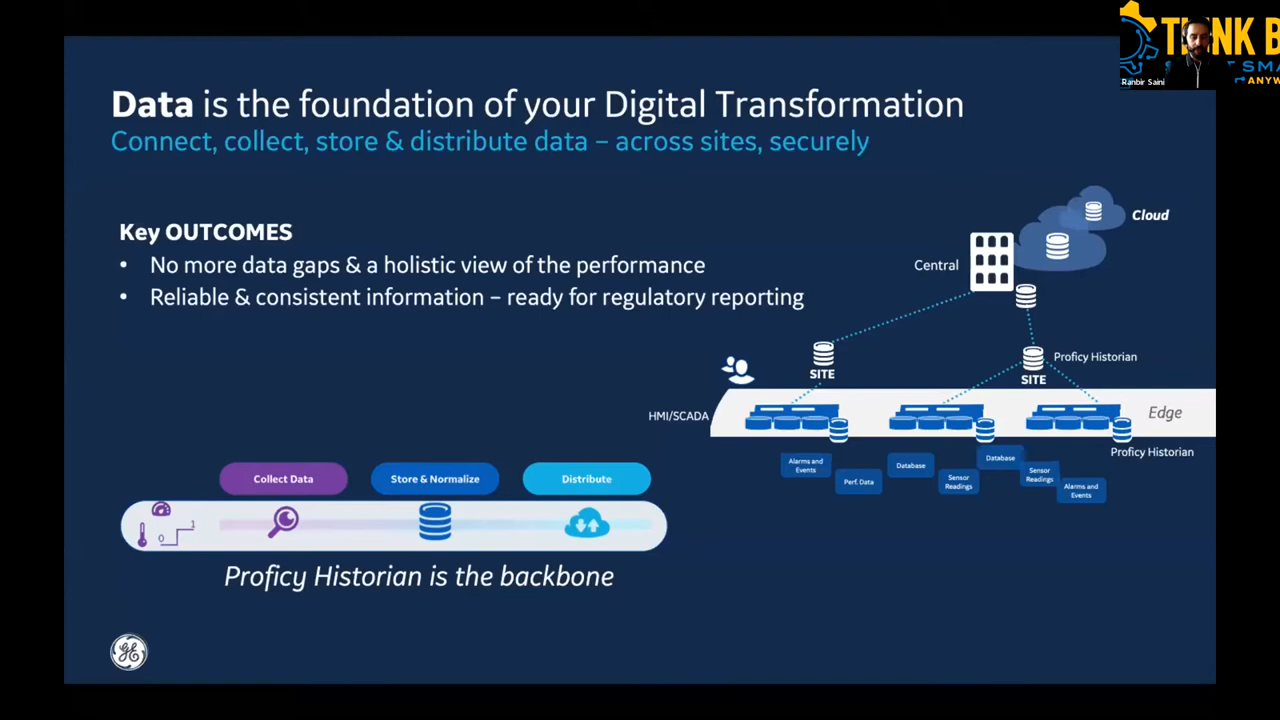 Data is the foundation of your Digital Transformation
Connect, collect, store & distribute data – across sites, securely
Key OUTCOMES
• No more data gaps & a holistic view of the performance
• Reliable & consistent information – ready for regulatory reporting
Cloud
Central
SITE
SITE
Proficy Historian
HMI/SCADA
Edge
Proficy Historian
Alarms and
Events
Perf. Data
Database
Sensor
Readings
Database
Sensor
Readings
Alarms and
Events
Collect Data
Store & Normalize
Distribute
0
1
Proficy Historian is the backbone
GE
Ranbir Saini